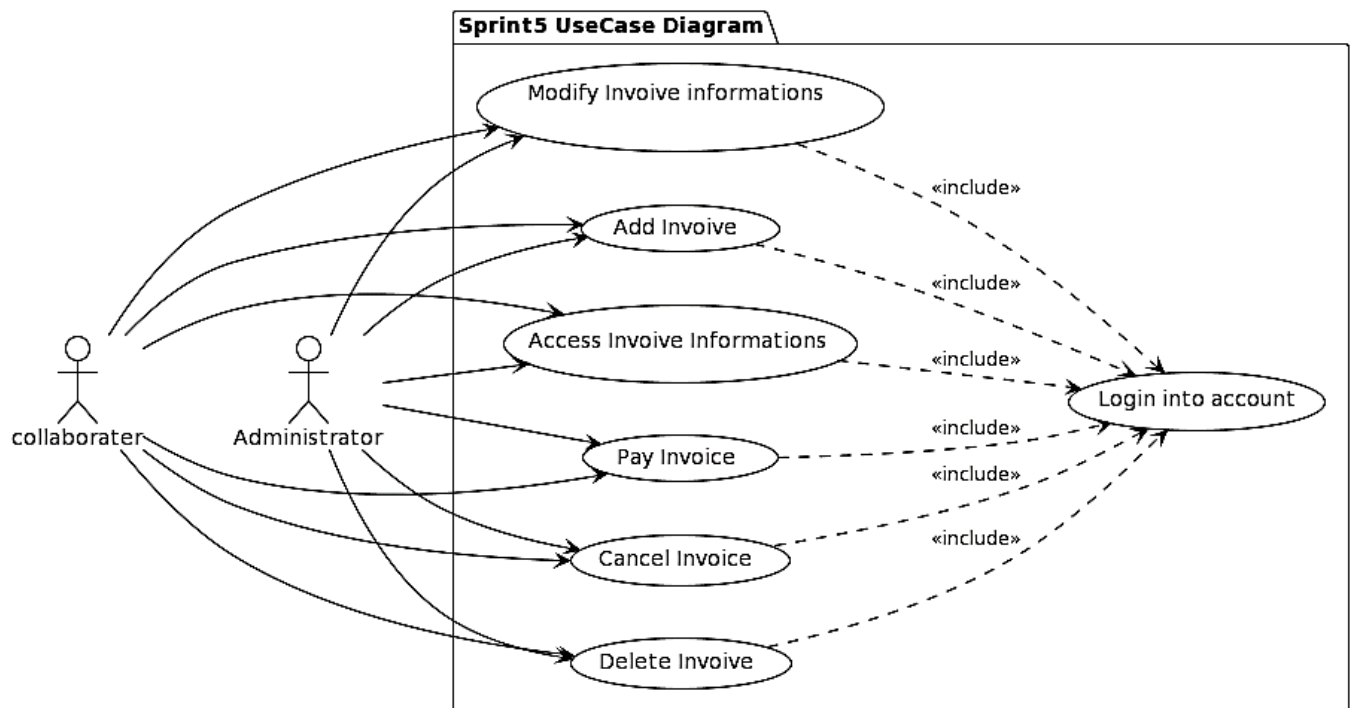 Sprint5 UseCase Diagram
Modify Invoive informations
«include»
Add Invoive
«include»
Access Invoive Informations
«include»
Login into account
collaborater
Administrator
«include»
Pay Invoice
«include»
Cancel Invoice
«include»
Delete Invoive